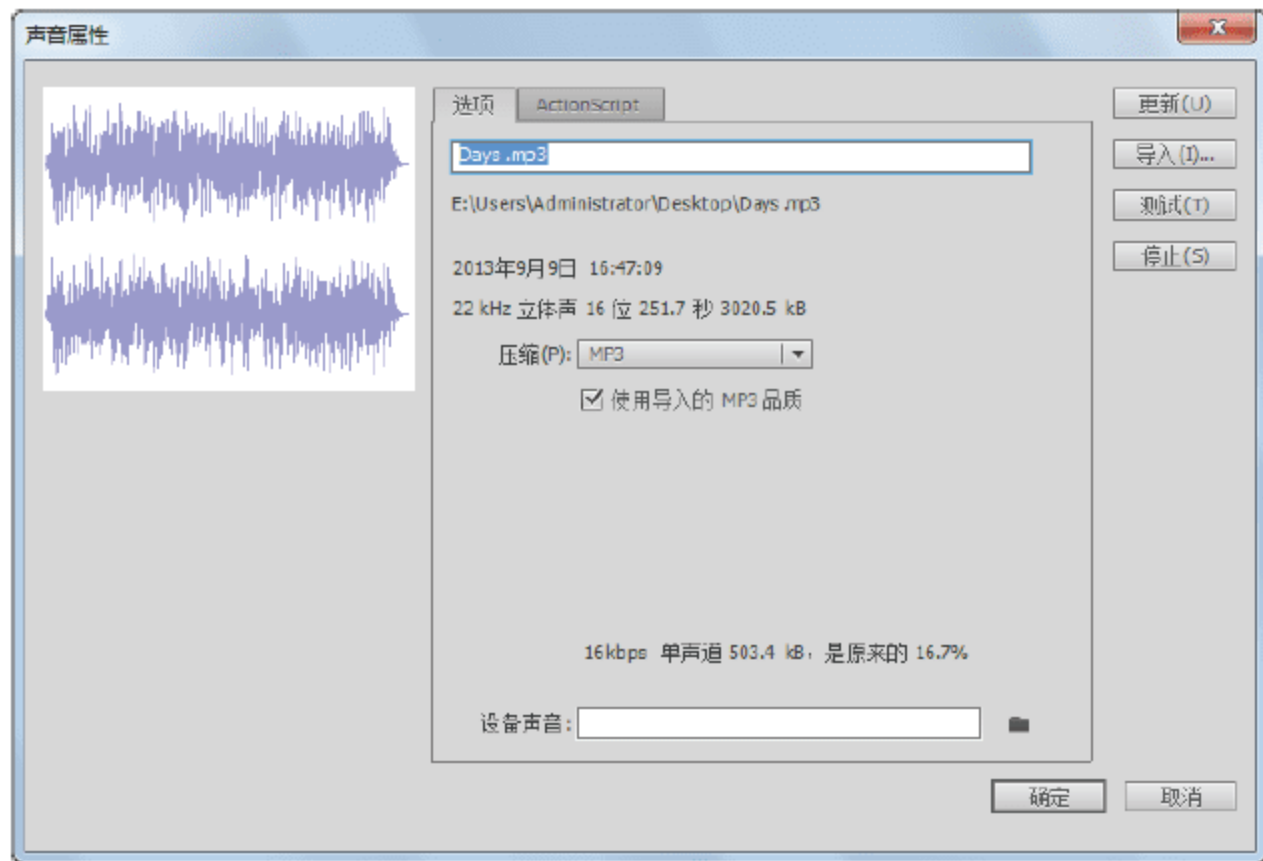 声音属性
选项 ActionScript
更新(U)
Days .mp3
导入(I)...
E:\Users\Administrator\Desktop\Days .mp3
测试(T)
2013年9月9日 16:47:09
停止(S)
22 kHz 立体声 16 位 251.7 秒 3020.5 kB
压缩(P): MP3
使用导入的 MP3 品质
16kbps 单声道 503.4 kB，是原来的 16.7%
设备声音:
确定 取消